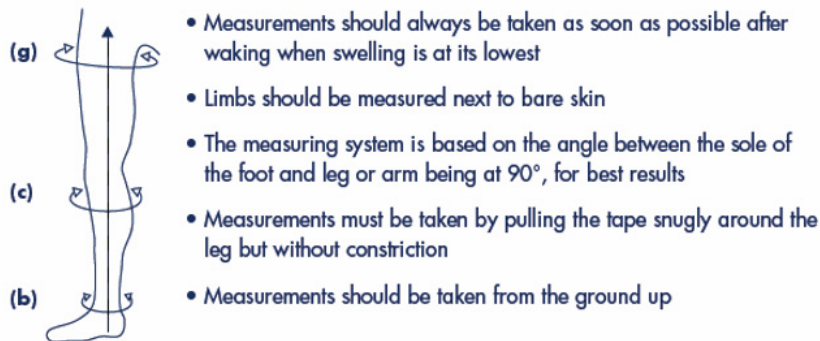 (g)
• Measurements should always be taken as soon as possible after
waking when swelling is at its lowest
• Limbs should be measured next to bare skin
• The measuring system is based on the angle between the sole of
the foot and leg or arm being at 90°, for best results
(c)
• Measurements must be taken by pulling the tape snugly around the
leg but without constriction
(b)
• Measurements should be taken from the ground up